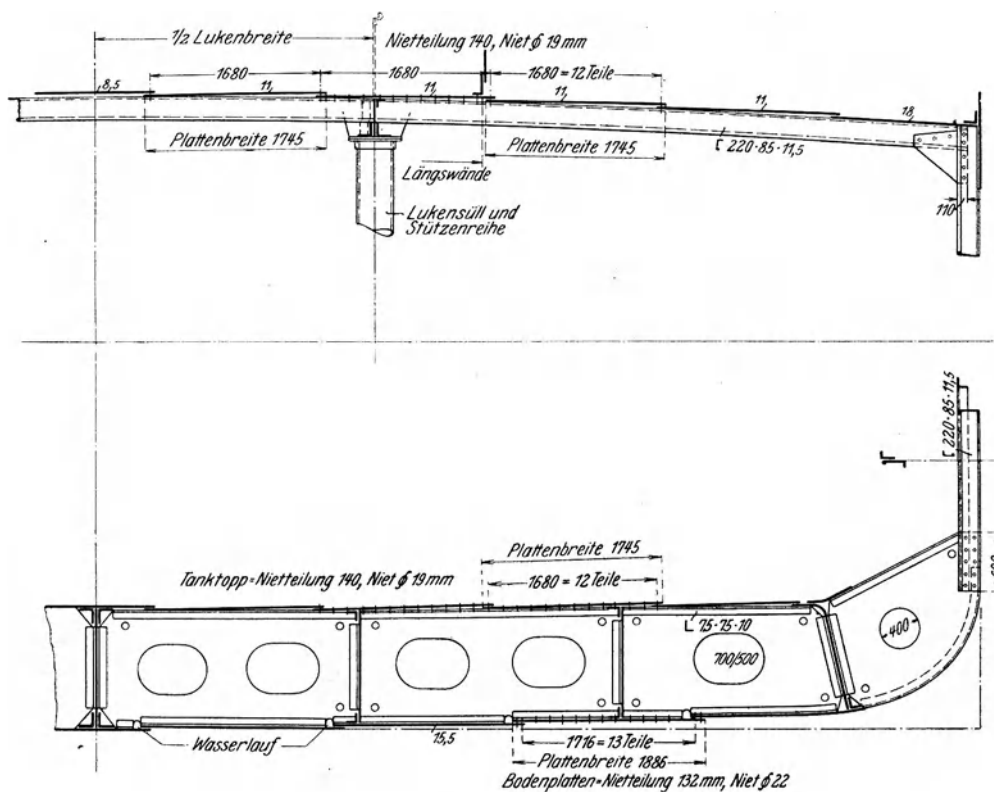 1/2 Lukenbreite
Nietteilung 140, Niet ϕ 19 mm
1680
1680
1680 = 12 Teile
8,5
11,
11,
11,
11,
18,
Plattenbreite 1745
Plattenbreite 1745
[ 220·85·11,5
Längswände
Lukensüll und
Stützenreihe
110
[ 220·85·11,5
Plattenbreite 1745
Tanktopp=Nietteilung 140, Niet ϕ 19 mm
1680 = 12 Teile
L 75·75·10
400
700/500
Wasserlauf
15,5
1716 = 13 Teile
Plattenbreite 1886
Bodenplatten=Nietteilung 132 mm, Niet ϕ 22